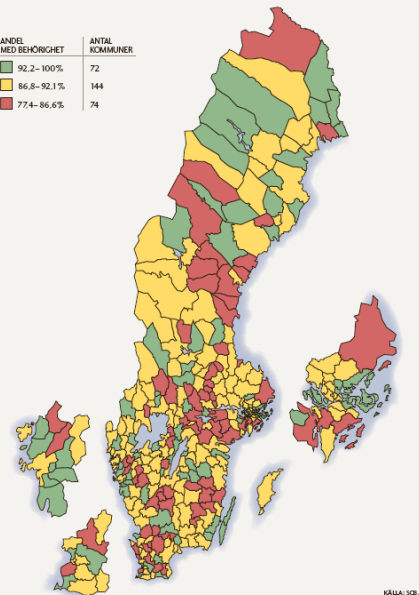 ANDEL
MED BEHÖRIGHET
ANTAL
KOMMUNER
92,2–100% 72
86,8–92,1% 144
77,4–86,6% 74
KÄLLA: SCB